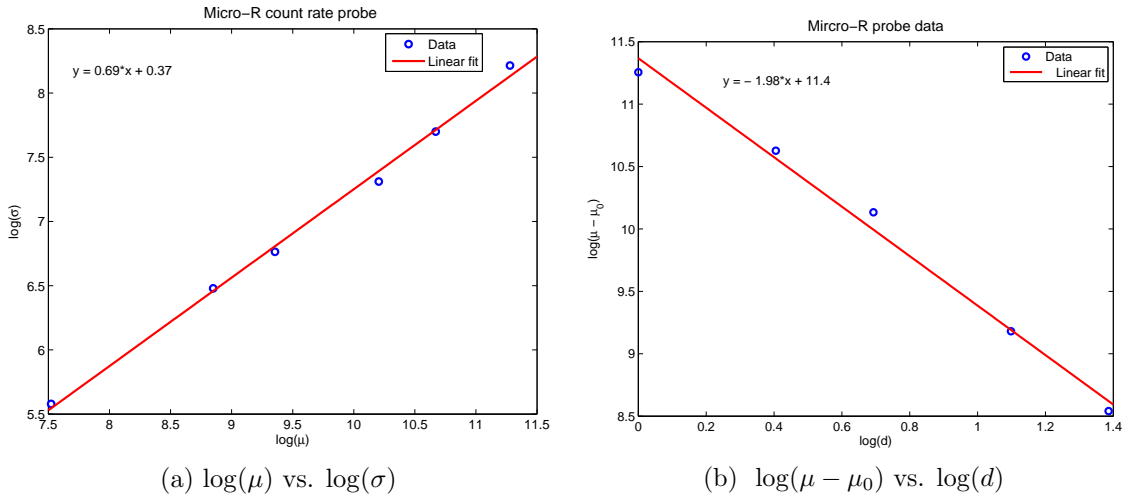 Micro−R count rate probe
8.5
8
7.5
7
6.5
6
5.5
log(σ)
y = 0.69*x + 0.37
Data
Linear fit
7.5 8 8.5 9 9.5 10 10.5 11 11.5
log(μ)
(a) log(μ) vs. log(σ)
Mircro−R probe data
11.5
11
10.5
10
9.5
9
8.5
log(μ − μ₀)
y = − 1.98*x + 11.4
Data
Linear fit
0 0.2 0.4 0.6 0.8 1 1.2 1.4
log(d)
(b) log(μ − μ₀) vs. log(d)